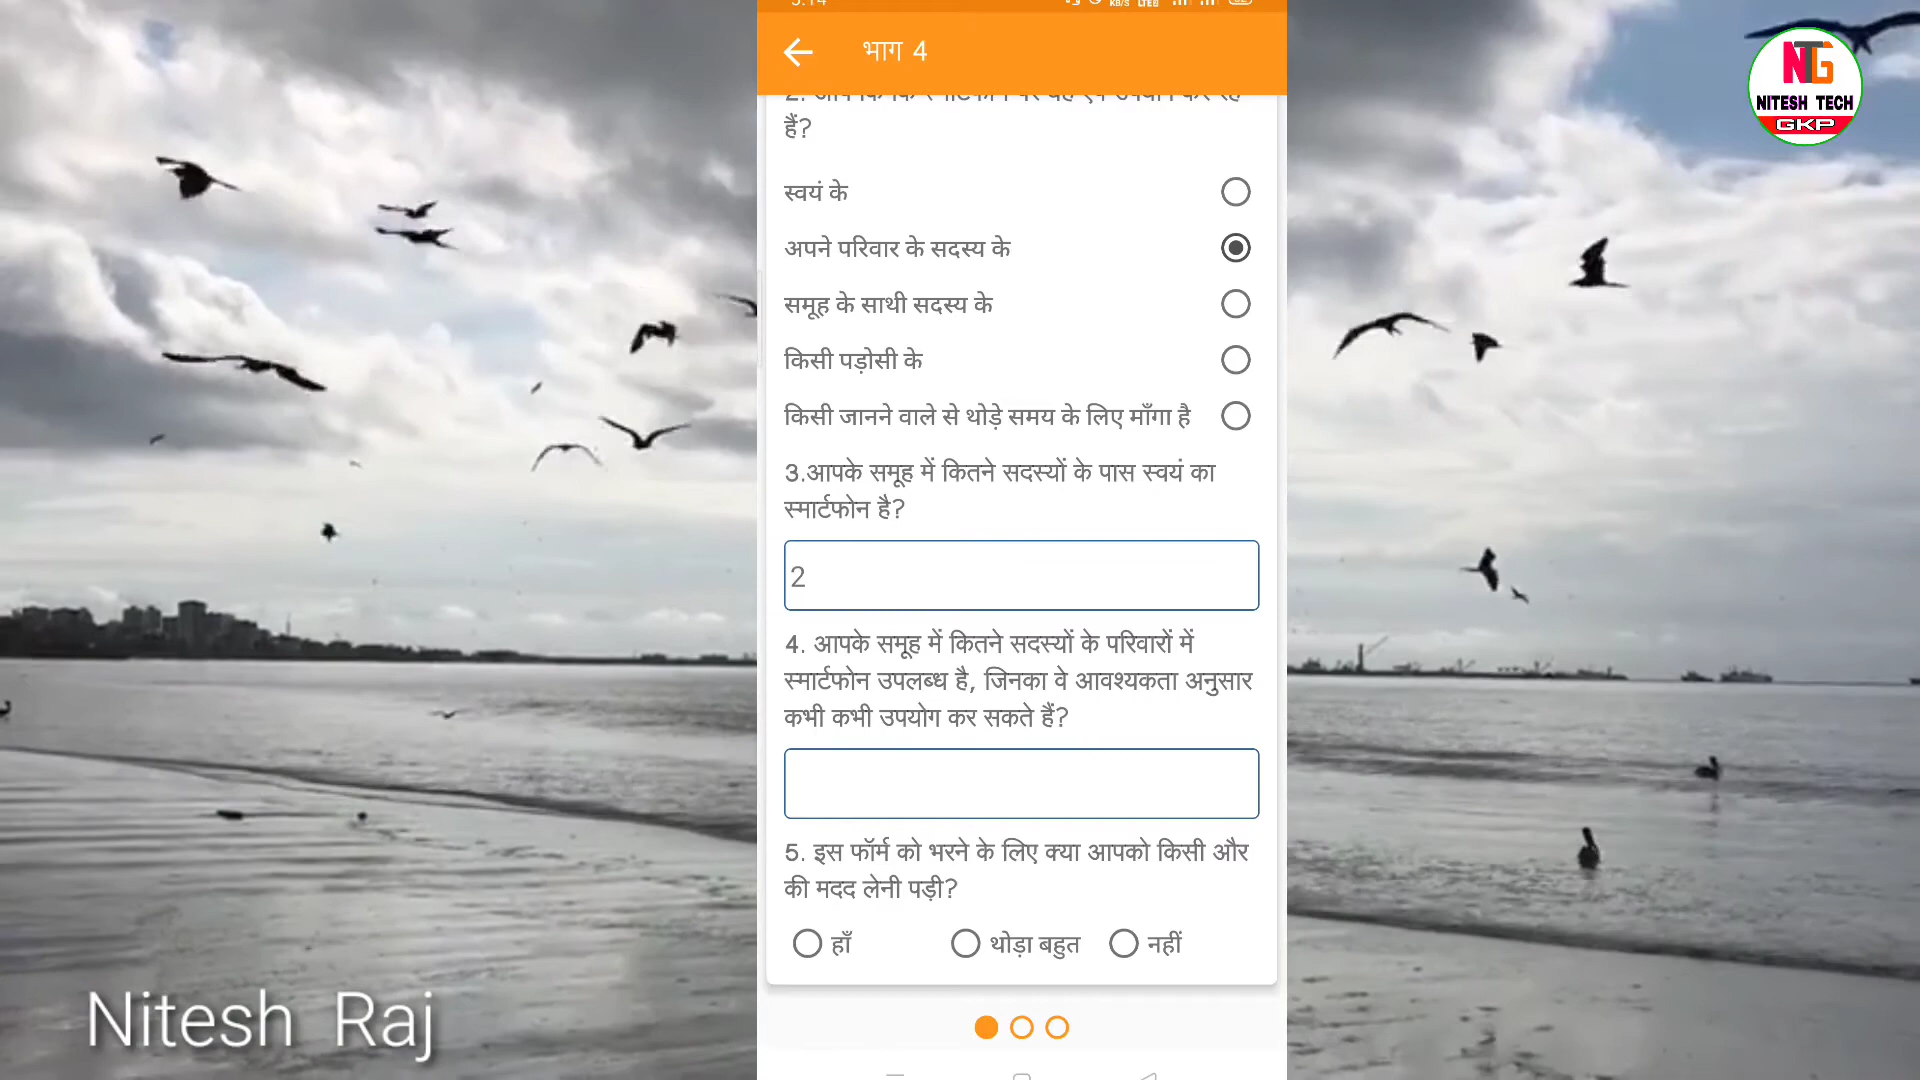 भाग 4
NTG
NITESH TECH
GKP
हैं?
स्वयं के
अपने परिवार के सदस्य के
समूह के साथी सदस्य के
किसी पड़ोसी के
किसी जानने वाले से थोड़े समय के लिए माँगा है
3.आपके समूह में कितने सदस्यों के पास स्वयं का
स्मार्टफोन है?
2
4. आपके समूह में कितने सदस्यों के परिवारों में
स्मार्टफोन उपलब्ध है, जिनका वे आवश्यकता अनुसार
कभी कभी उपयोग कर सकते हैं?
5. इस फॉर्म को भरने के लिए क्या आपको किसी और
की मदद लेनी पड़ी?
हाँ थोड़ा बहुत नहीं
Nitesh Raj